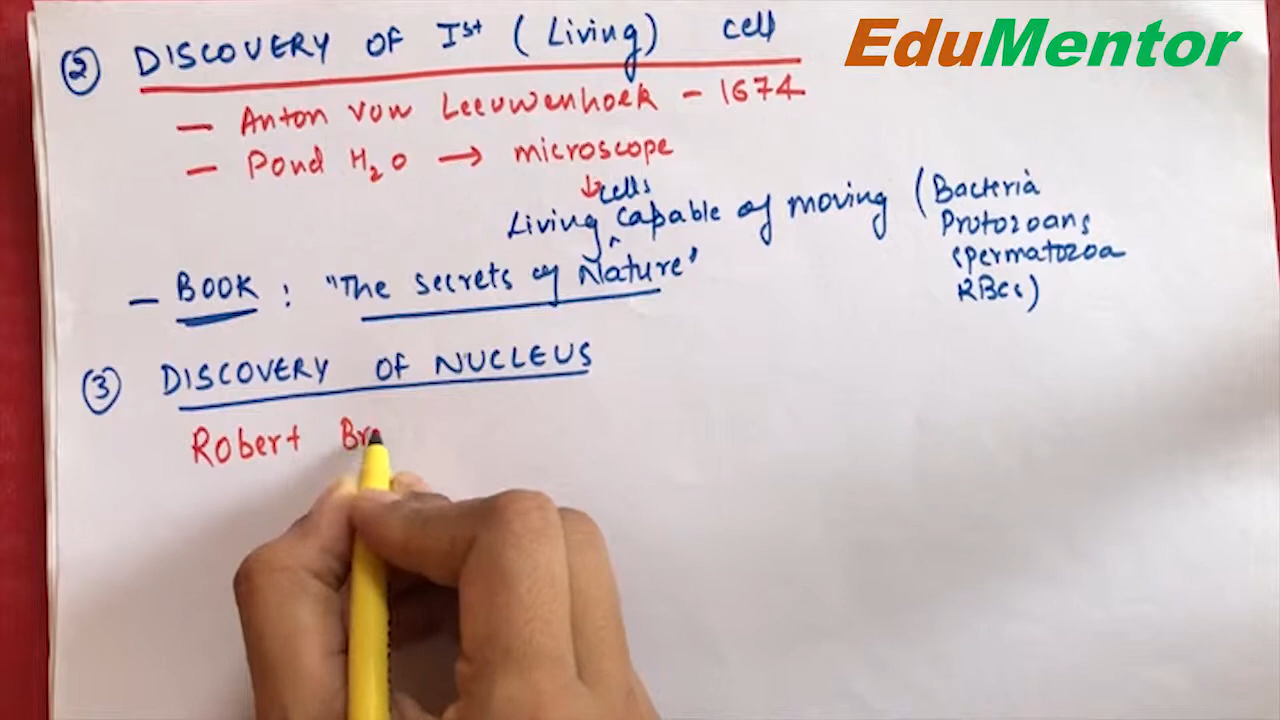 EduMentor
② DISCOVERY OF Ist (Living) cell
- Anton von Leeuwenhoek - 1674
- Pond H2O → microscope
↓ cells
Living ^ capable of moving (Bacteria
Protozoans
spermatozoa
RBCs)
- BOOK : "The secrets of Nature"
③ DISCOVERY OF NUCLEUS
Robert Bro